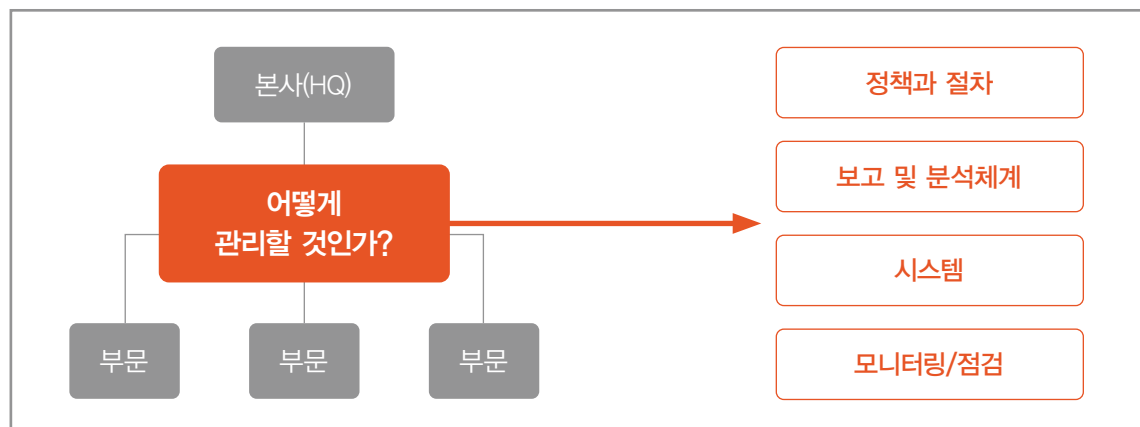 본사(HQ)
어떻게
관리할 것인가?
부문
부문
부문
정책과 절차
보고 및 분석체계
시스템
모니터링/점검